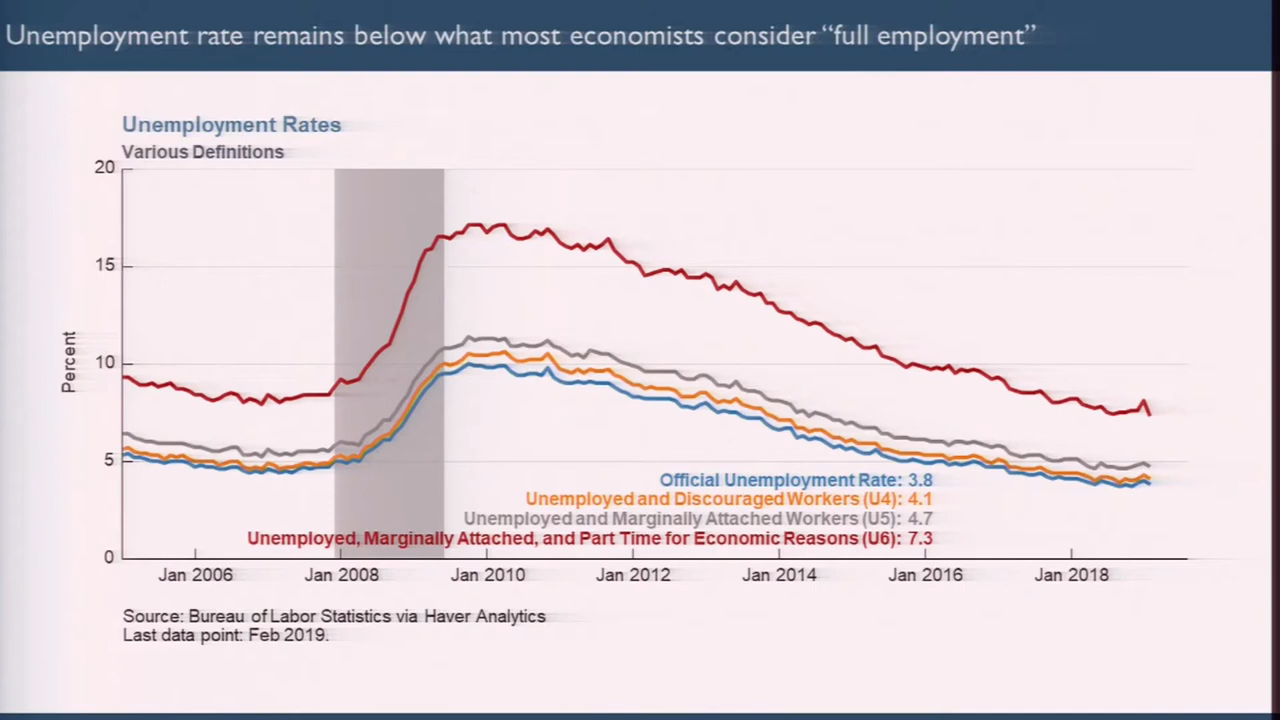 Unemployment rate remains below what most economists consider “full employment”
Unemployment Rates
Various Definitions
20
15
10
5
0
Percent
Official Unemployment Rate: 3.8
Unemployed and Discouraged Workers (U4): 4.1
Unemployed and Marginally Attached Workers (U5): 4.7
Unemployed, Marginally Attached, and Part Time for Economic Reasons (U6): 7.3
Jan 2006 Jan 2008 Jan 2010 Jan 2012 Jan 2014 Jan 2016 Jan 2018
Source: Bureau of Labor Statistics via Haver Analytics
Last data point: Feb 2019.